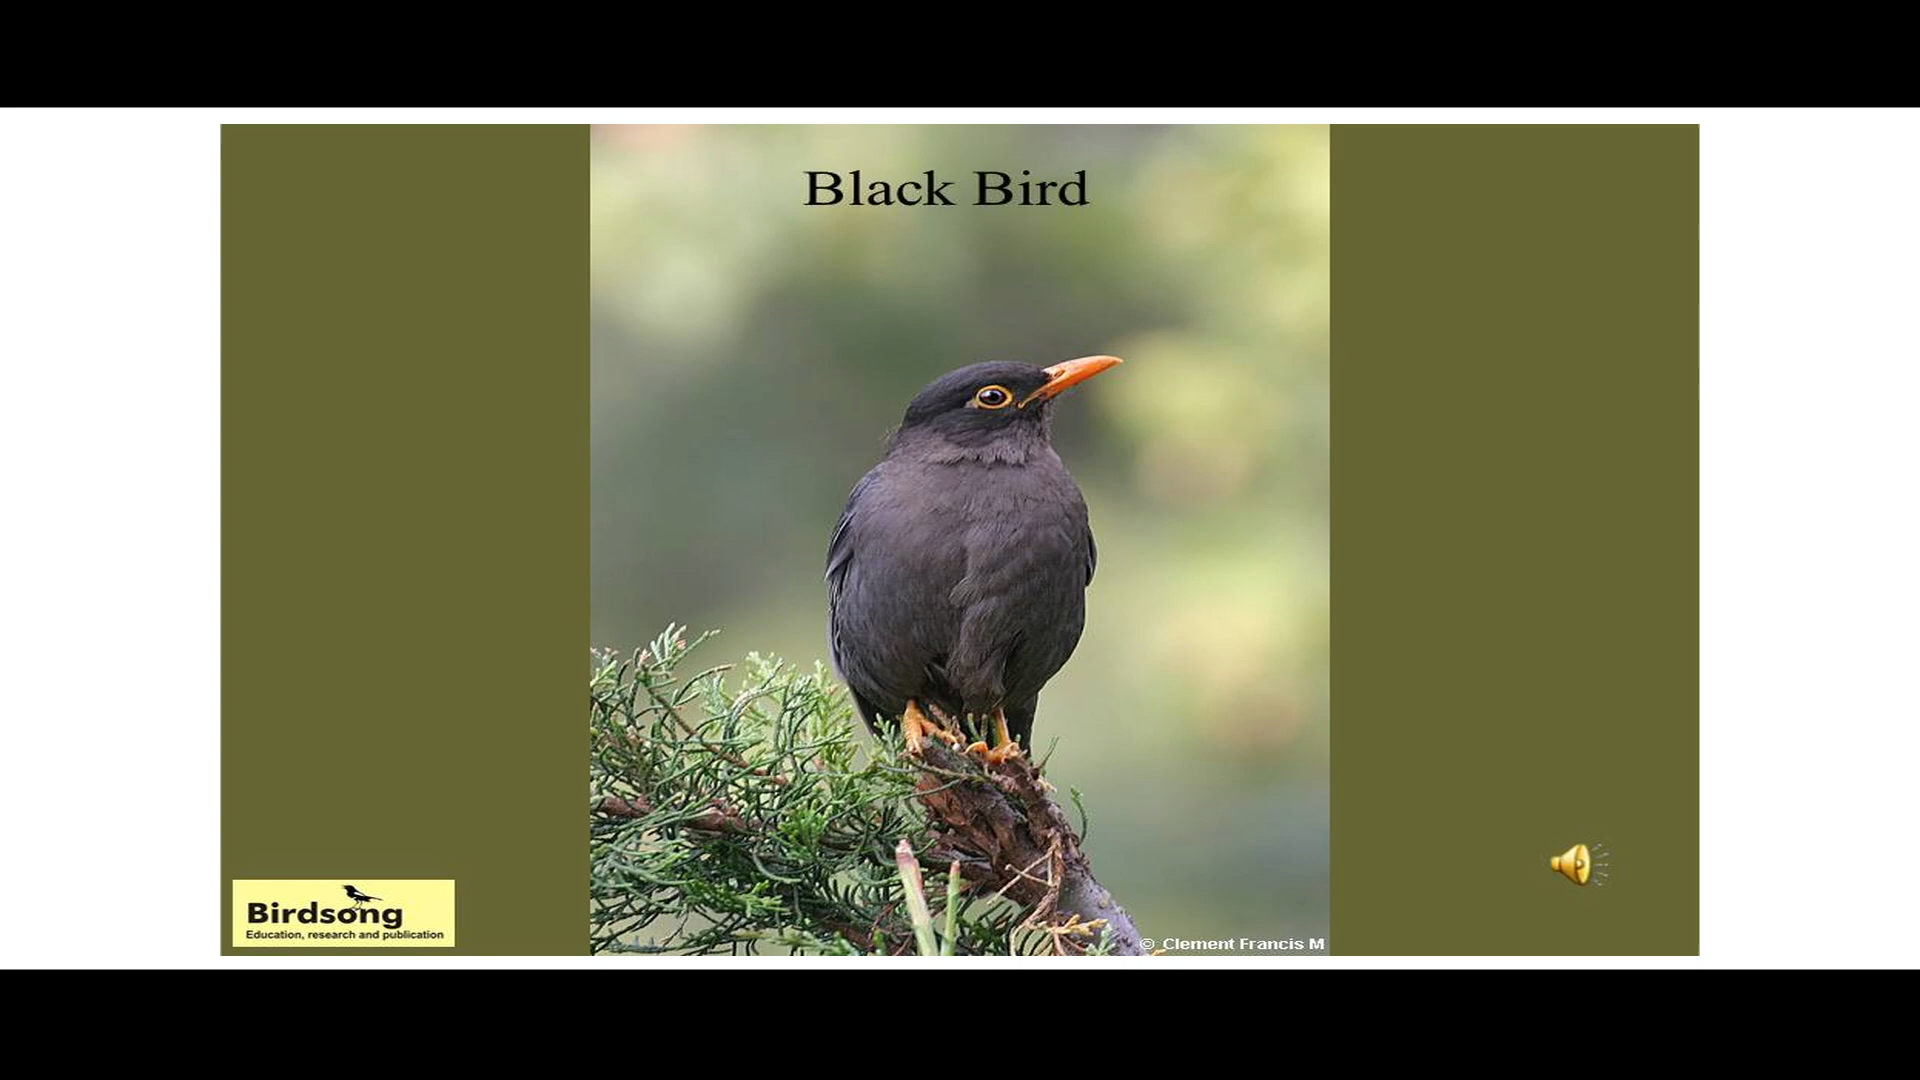 Black Bird
Birdsong
Education, research and publication
© Clement Francis M